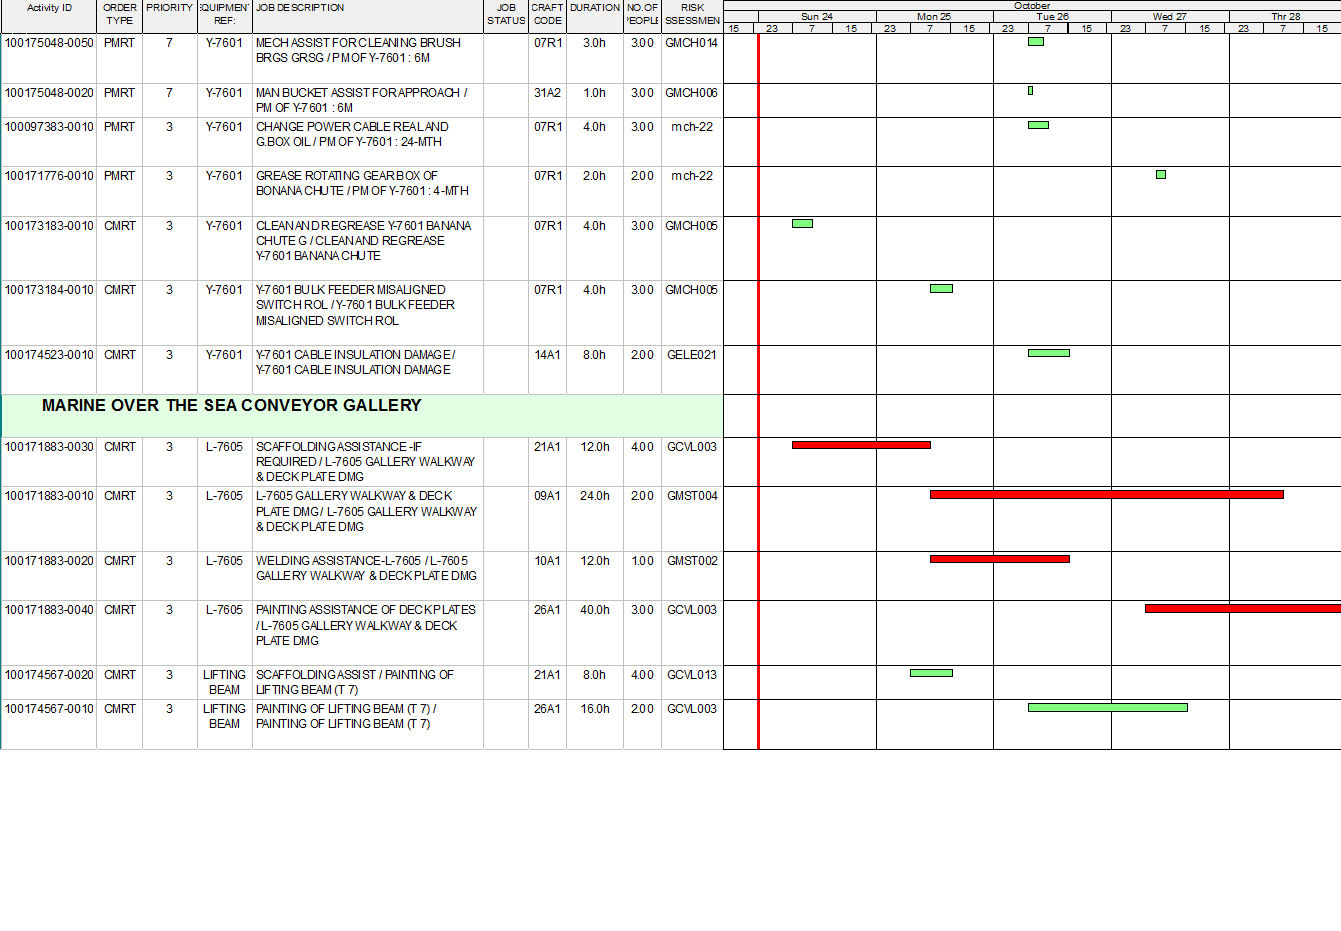 October
Activity ID ORDER TYPE PRIORITY EQUIPMENT REF: JOB DESCRIPTION JOB STATUS CRAFT CODE DURATION NO.OF PEOPLE RISK SSESSMEN
Sun 24 Mon 25 Tue 26 Wed 27 Thr 28
15 23 7 15 23 7 15 23 7 15 23 7 15 23 7 15
100175048-0050 PMRT 7 Y-7601 MECH ASSIST FOR CLEANING BRUSH 07R1 3.0h 3.00 GMCH014
BRGS GRSG / PM OF Y-7601 : 6M
100175048-0020 PMRT 7 Y-7601 MAN BUCKET ASSIST FOR APPROACH / 31A2 1.0h 3.00 GMCH006
PM OF Y-7601 : 6M
100097383-0010 PMRT 3 Y-7601 CHANGE POWER CABLE REAL AND 07R1 4.0h 3.00 mch-22
G.BOX OIL / PM OF Y-7601 : 24-MTH
100171776-0010 PMRT 3 Y-7601 GREASE ROTATING GEAR BOX OF 07R1 2.0h 2.00 mch-22
BONANA CHUTE / PM OF Y-7601 : 4-MTH
100173183-0010 CMRT 3 Y-7601 CLEAN AND REGREASE Y-7601 BANANA 07R1 4.0h 3.00 GMCH005
CHUTE G / CLEAN AND REGREASE
Y-7601 BANANA CHUTE
100173184-0010 CMRT 3 Y-7601 Y-7601 BULK FEEDER MISALIGNED 07R1 4.0h 3.00 GMCH005
SWITCH ROL / Y-7601 BULK FEEDER
MISALIGNED SWITCH ROL
100174523-0010 CMRT 3 Y-7601 Y-7601 CABLE INSULATION DAMAGE / 14A1 8.0h 2.00 GELE021
Y-7601 CABLE INSULATION DAMAGE
MARINE OVER THE SEA CONVEYOR GALLERY
100171883-0030 CMRT 3 L-7605 SCAFFOLDING ASSISTANCE -IF 21A1 12.0h 4.00 GCVL003
REQUIRED / L-7605 GALLERY WALKWAY
& DECK PLATE DMG
100171883-0010 CMRT 3 L-7605 L-7605 GALLERY WALKWAY & DECK 09A1 24.0h 2.00 GMST004
PLATE DMG / L-7605 GALLERY WALKWAY
& DECK PLATE DMG
100171883-0020 CMRT 3 L-7605 WELDING ASSISTANCE-L-7605 / L-7605 10A1 12.0h 1.00 GMST002
GALLERY WALKWAY & DECK PLATE DMG
100171883-0040 CMRT 3 L-7605 PAINTING ASSISTANCE OF DECK PLATES 26A1 40.0h 3.00 GCVL003
/ L-7605 GALLERY WALKWAY & DECK
PLATE DMG
100174567-0020 CMRT 3 LIFTING BEAM SCAFFOLDING ASSIST / PAINTING OF 21A1 8.0h 4.00 GCVL013
LIFTING BEAM (T 7)
100174567-0010 CMRT 3 LIFTING BEAM PAINTING OF LIFTING BEAM (T 7) / 26A1 16.0h 2.00 GCVL003
PAINTING OF LIFTING BEAM (T 7)